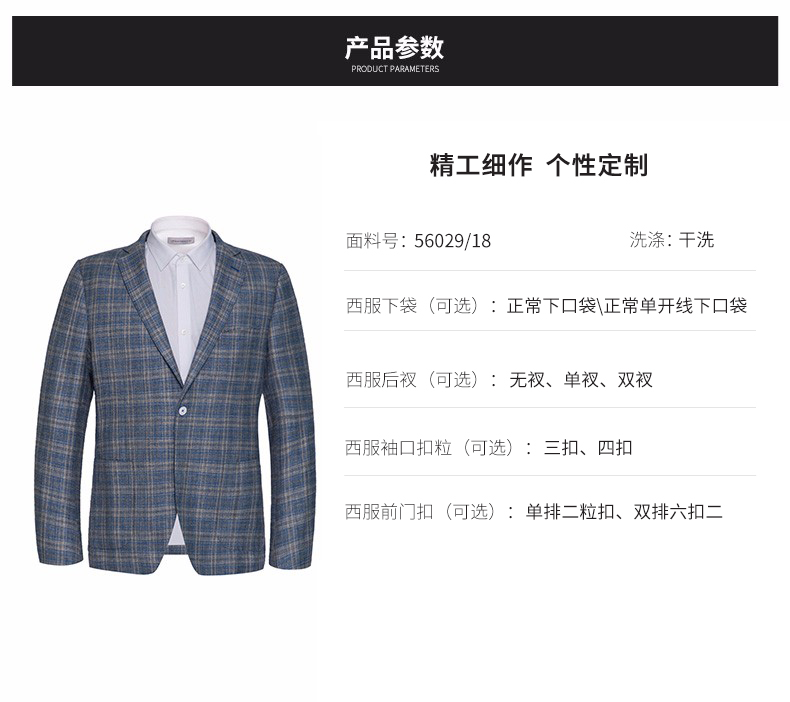 产品参数
PRODUCT PARAMETERS
精工细作 个性定制
面料号：56029/18 洗涤：干洗
西服下袋（可选）：正常下口袋\正常单开线下口袋
西服后衩（可选）：无衩、单衩、双衩
西服袖口扣粒（可选）：三扣、四扣
西服前门扣（可选）：单排二粒扣、双排六扣二